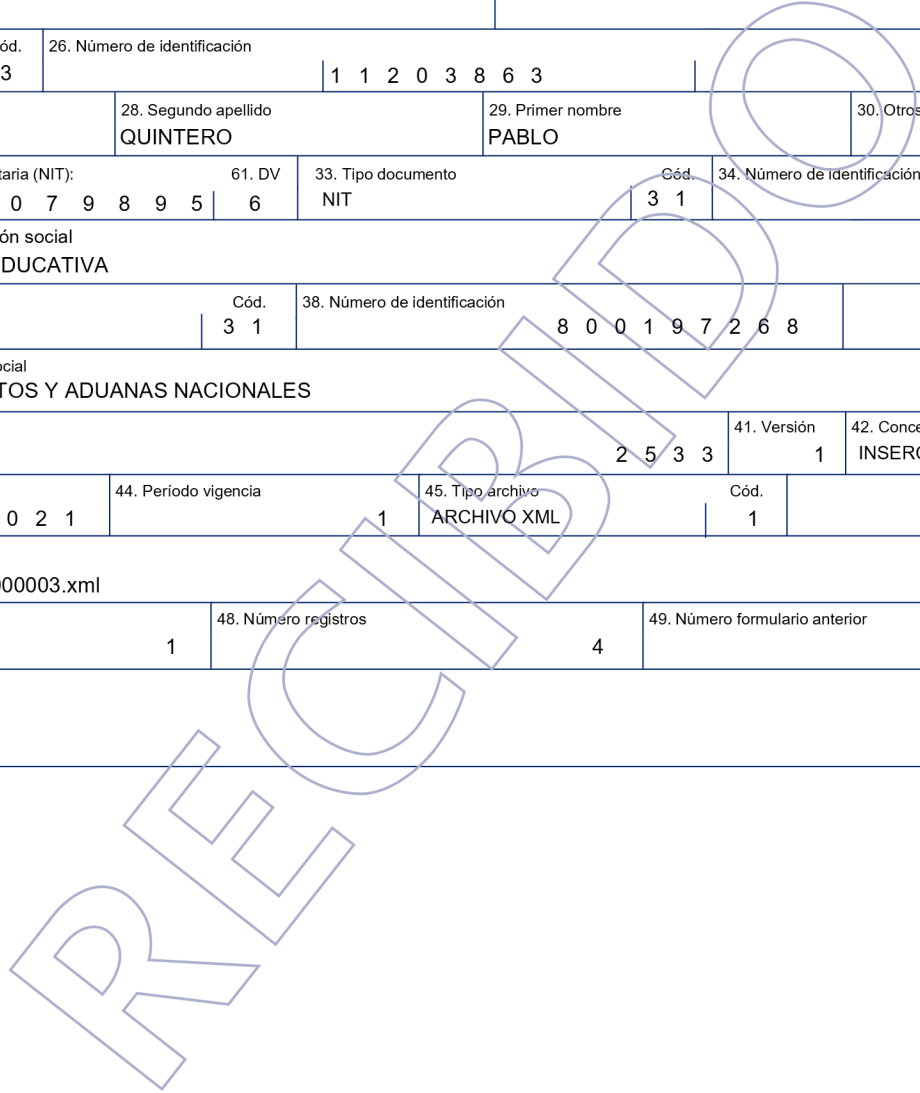 ód. 26. Número de identificación
3 1 1 2 0 3 8 6 3
28. Segundo apellido 29. Primer nombre 30. Otros
QUINTERO PABLO
taria (NIT): 61. DV 33. Tipo documento Cód. 34. Número de identificación
0 7 9 8 9 5 6 NIT 3 1
ón social
DUCATIVA
Cód. 38. Número de identificación
3 1 8 0 0 1 9 7 2 6 8
ocial
TOS Y ADUANAS NACIONALES
41. Versión 42. Conce
2 5 3 3 1 INSERC
44. Período vigencia 45. Tipo archivo Cód.
0 2 1 1 ARCHIVO XML 1
000003.xml
48. Número registros 49. Número formulario anterior
1 4
RECIBIDO